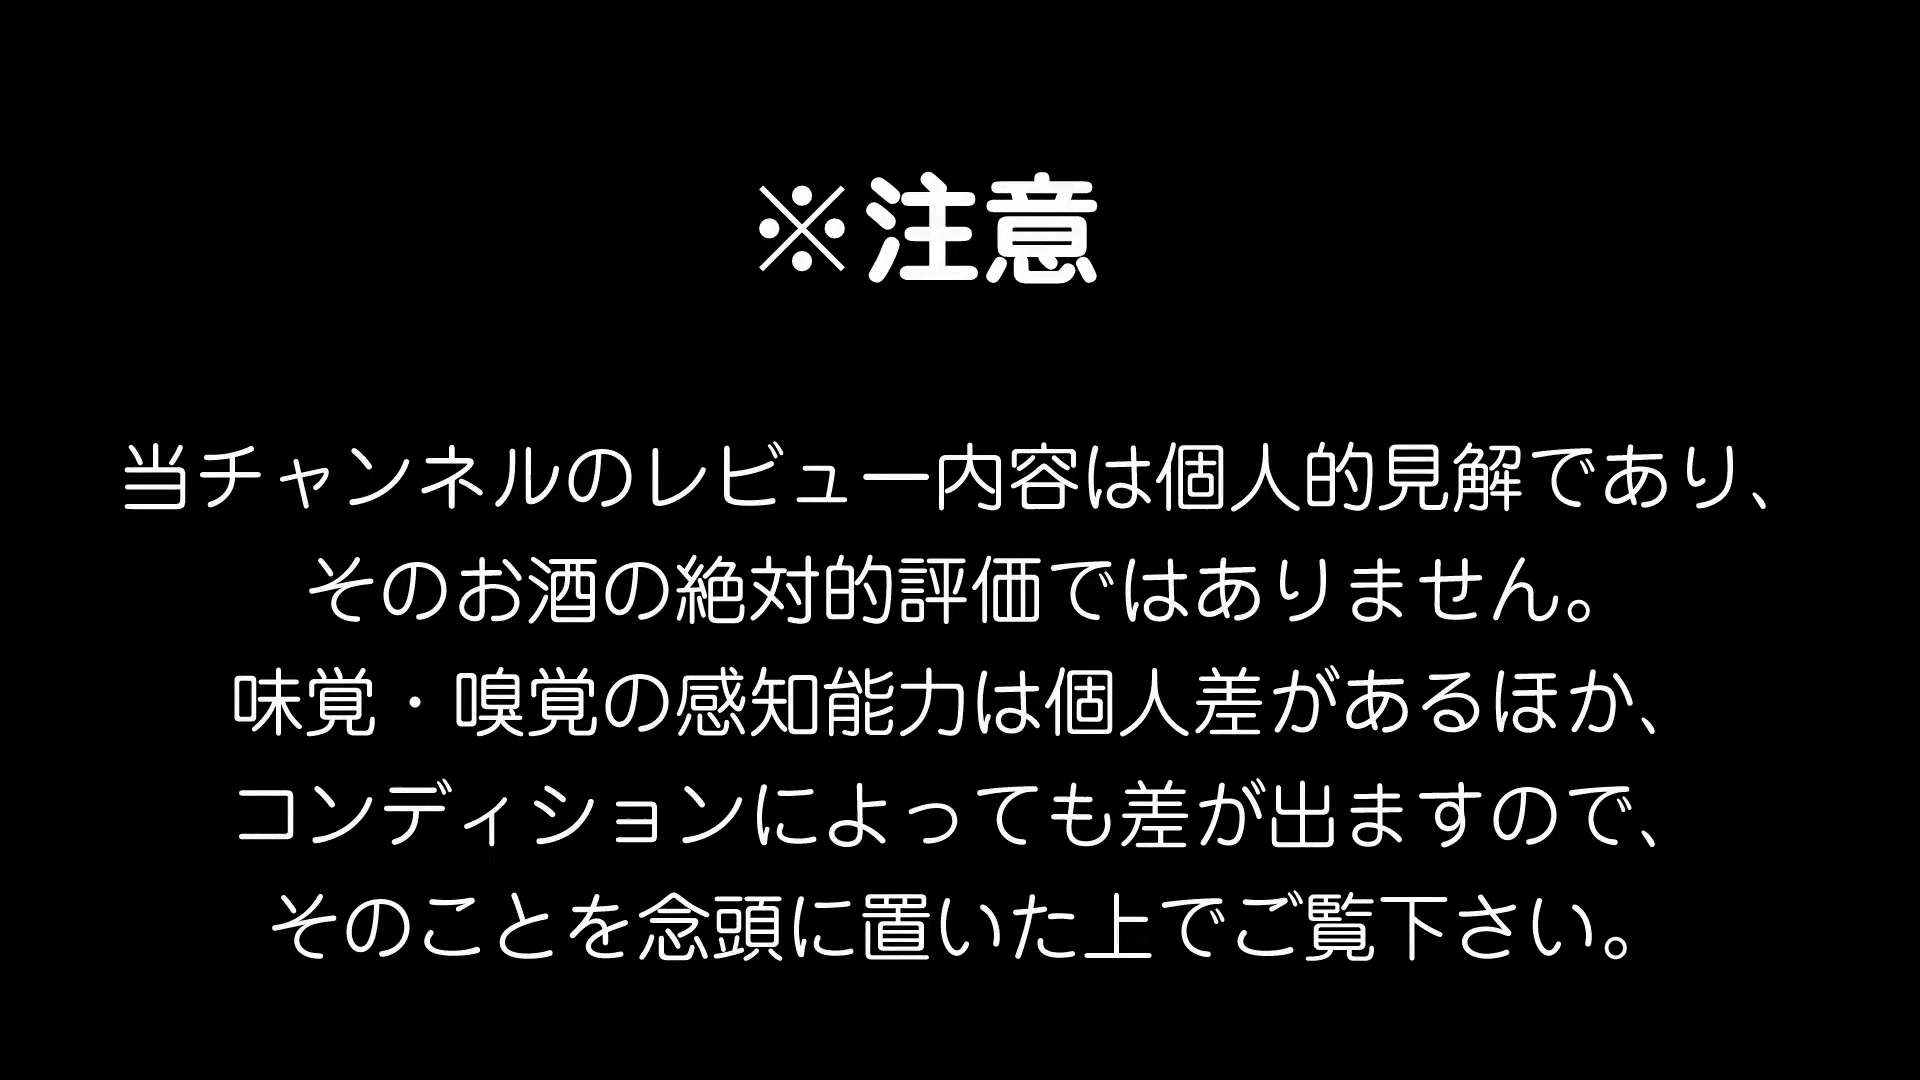 ※注意
当チャンネルのレビュー内容は個人的見解であり、
そのお酒の絶対的評価ではありません。
味覚・嗅覚の感知能力は個人差があるほか、
コンディションによっても差が出ますので、
そのことを念頭に置いた上でご覧下さい。